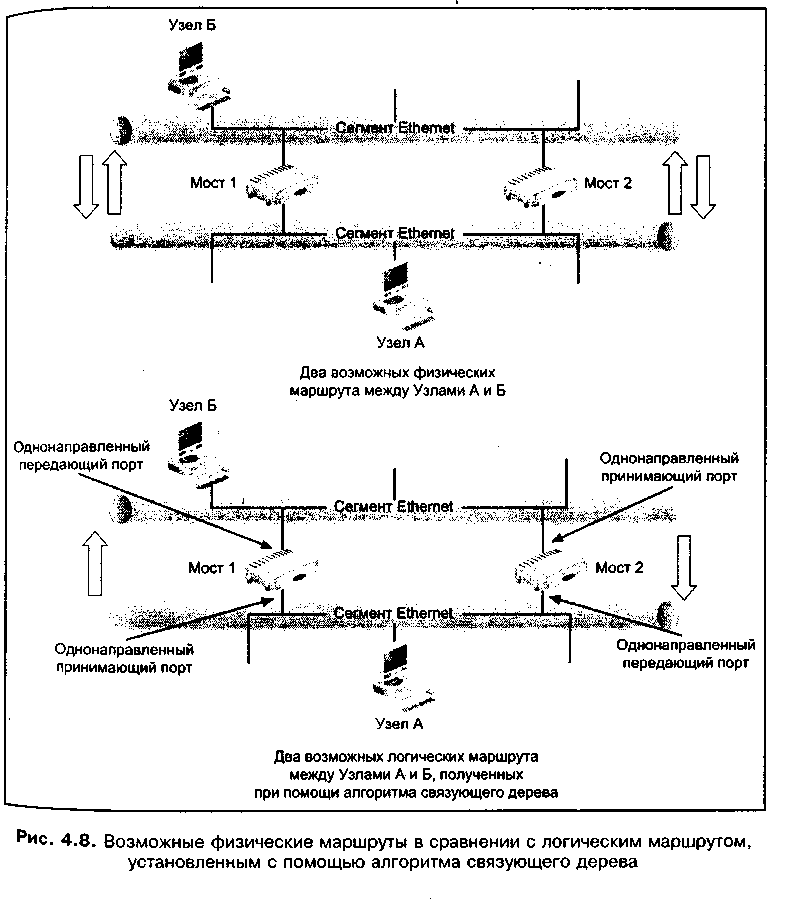 Узел Б
Сегмент Ethernet
Мост 1
Мост 2
Сегмент Ethernet
Узел А
Два возможных физических
маршрута между Узлами А и Б
Узел Б
Однонаправленный
передающий порт
Однонаправленный
принимающий порт
Сегмент Ethernet
Мост 1
Мост 2
Сегмент Ethernet
Однонаправленный
принимающий порт
Однонаправленный
передающий порт
Узел А
Два возможных логических маршрута
между Узлами А и Б, полученных
при помощи алгоритма связующего дерева
Рис. 4.8. Возможные физические маршруты в сравнении с логическим маршрутом,
установленным с помощью алгоритма связующего дерева